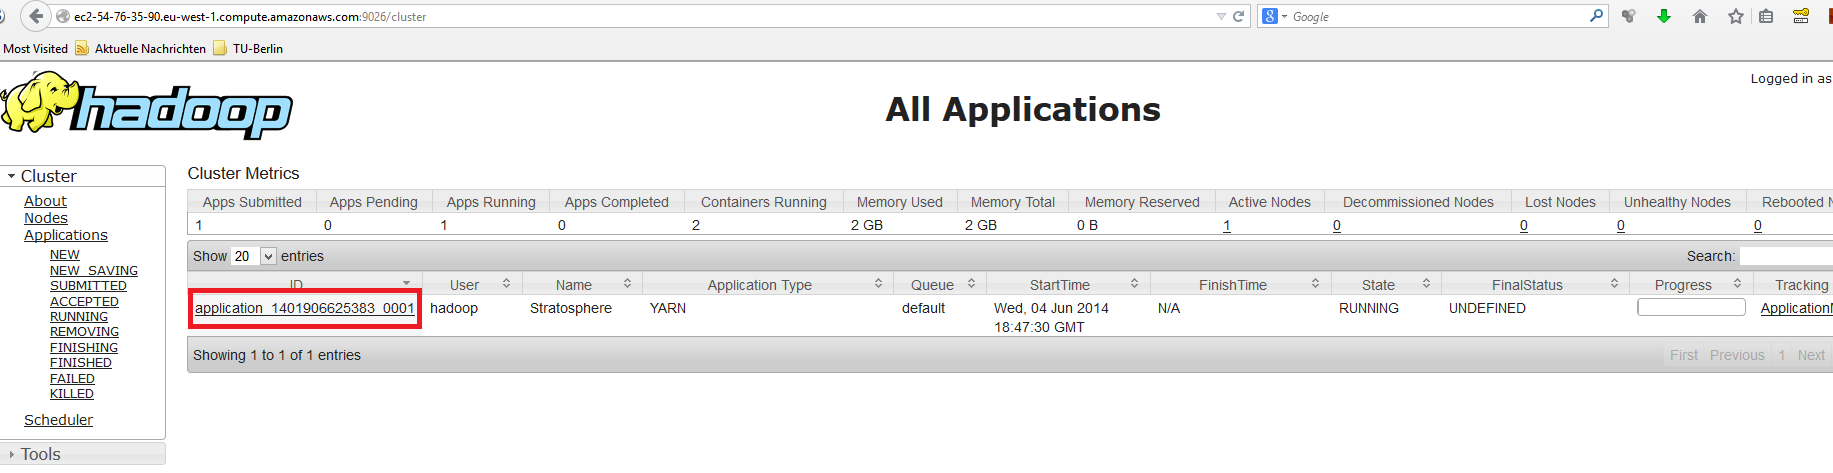 ec2-54-76-35-90.eu-west-1.compute.amazonaws.com:9026/cluster
Google
Most Visited Aktuelle Nachrichten TU-Berlin
Logged in as
hadoop
All Applications
Cluster
About
Nodes
Applications
NEW
NEW_SAVING
SUBMITTED
ACCEPTED
RUNNING
REMOVING
FINISHING
FINISHED
FAILED
KILLED
Scheduler
Tools
Cluster Metrics
Apps Submitted Apps Pending Apps Running Apps Completed Containers Running Memory Used Memory Total Memory Reserved Active Nodes Decommissioned Nodes Lost Nodes Unhealthy Nodes Rebooted N
1 0 1 0 2 2 GB 2 GB 0 B 1 0 0 0 0
Show 20 entries Search:
ID User Name Application Type Queue StartTime FinishTime State FinalStatus Progress Tracking
application_1401906625383_0001 hadoop Stratosphere YARN default Wed, 04 Jun 2014 N/A RUNNING UNDEFINED ApplicationM
18:47:30 GMT
Showing 1 to 1 of 1 entries First Previous 1 Next